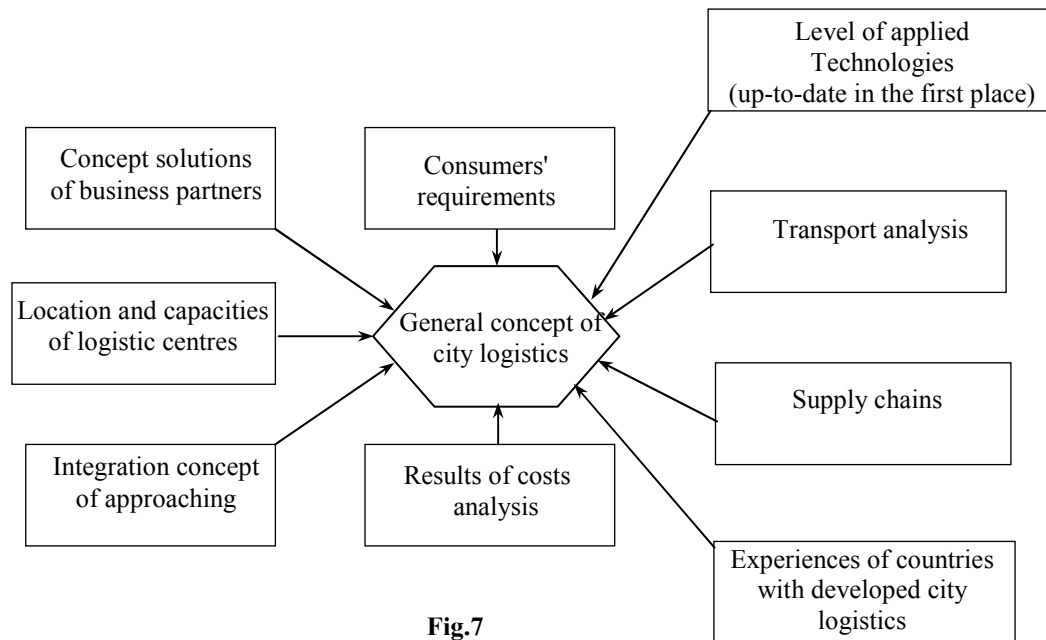 Level of applied
Technologies
(up-to-date in the first place)
Concept solutions
of business partners
Consumers'
requirements
Transport analysis
Location and capacities
of logistic centres
General concept of
city logistics
Supply chains
Integration concept
of approaching
Results of costs
analysis
Experiences of countries
with developed city
logistics
Fig.7